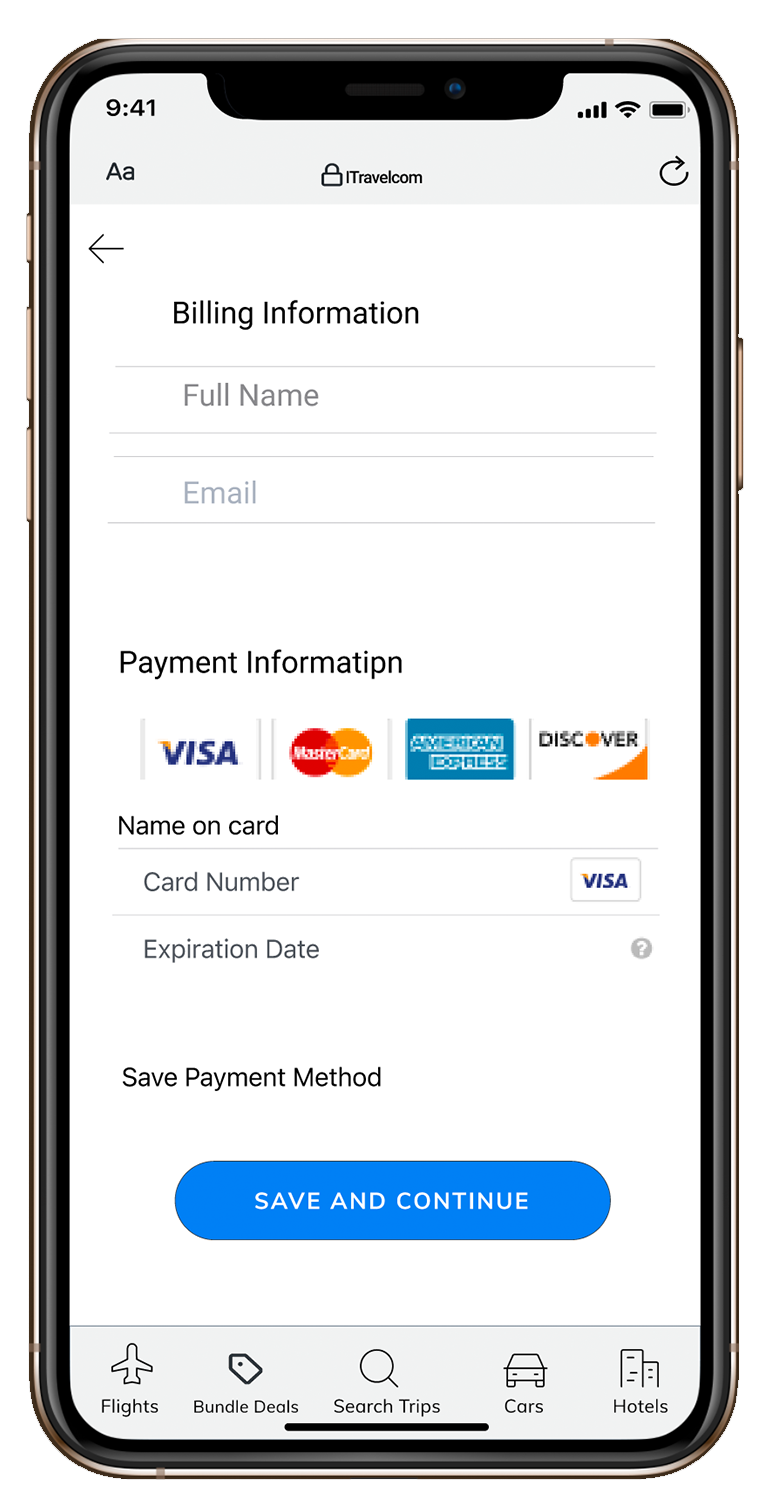 9:41
Aa
ITravelcom
Billing Information
Full Name
Email
Payment Informatipn
VISA MasterCard AMERICAN EXPRESS DISCOVER
Name on card
Card Number VISA
Expiration Date ?
Save Payment Method
SAVE AND CONTINUE
Flights Bundle Deals Search Trips Cars Hotels